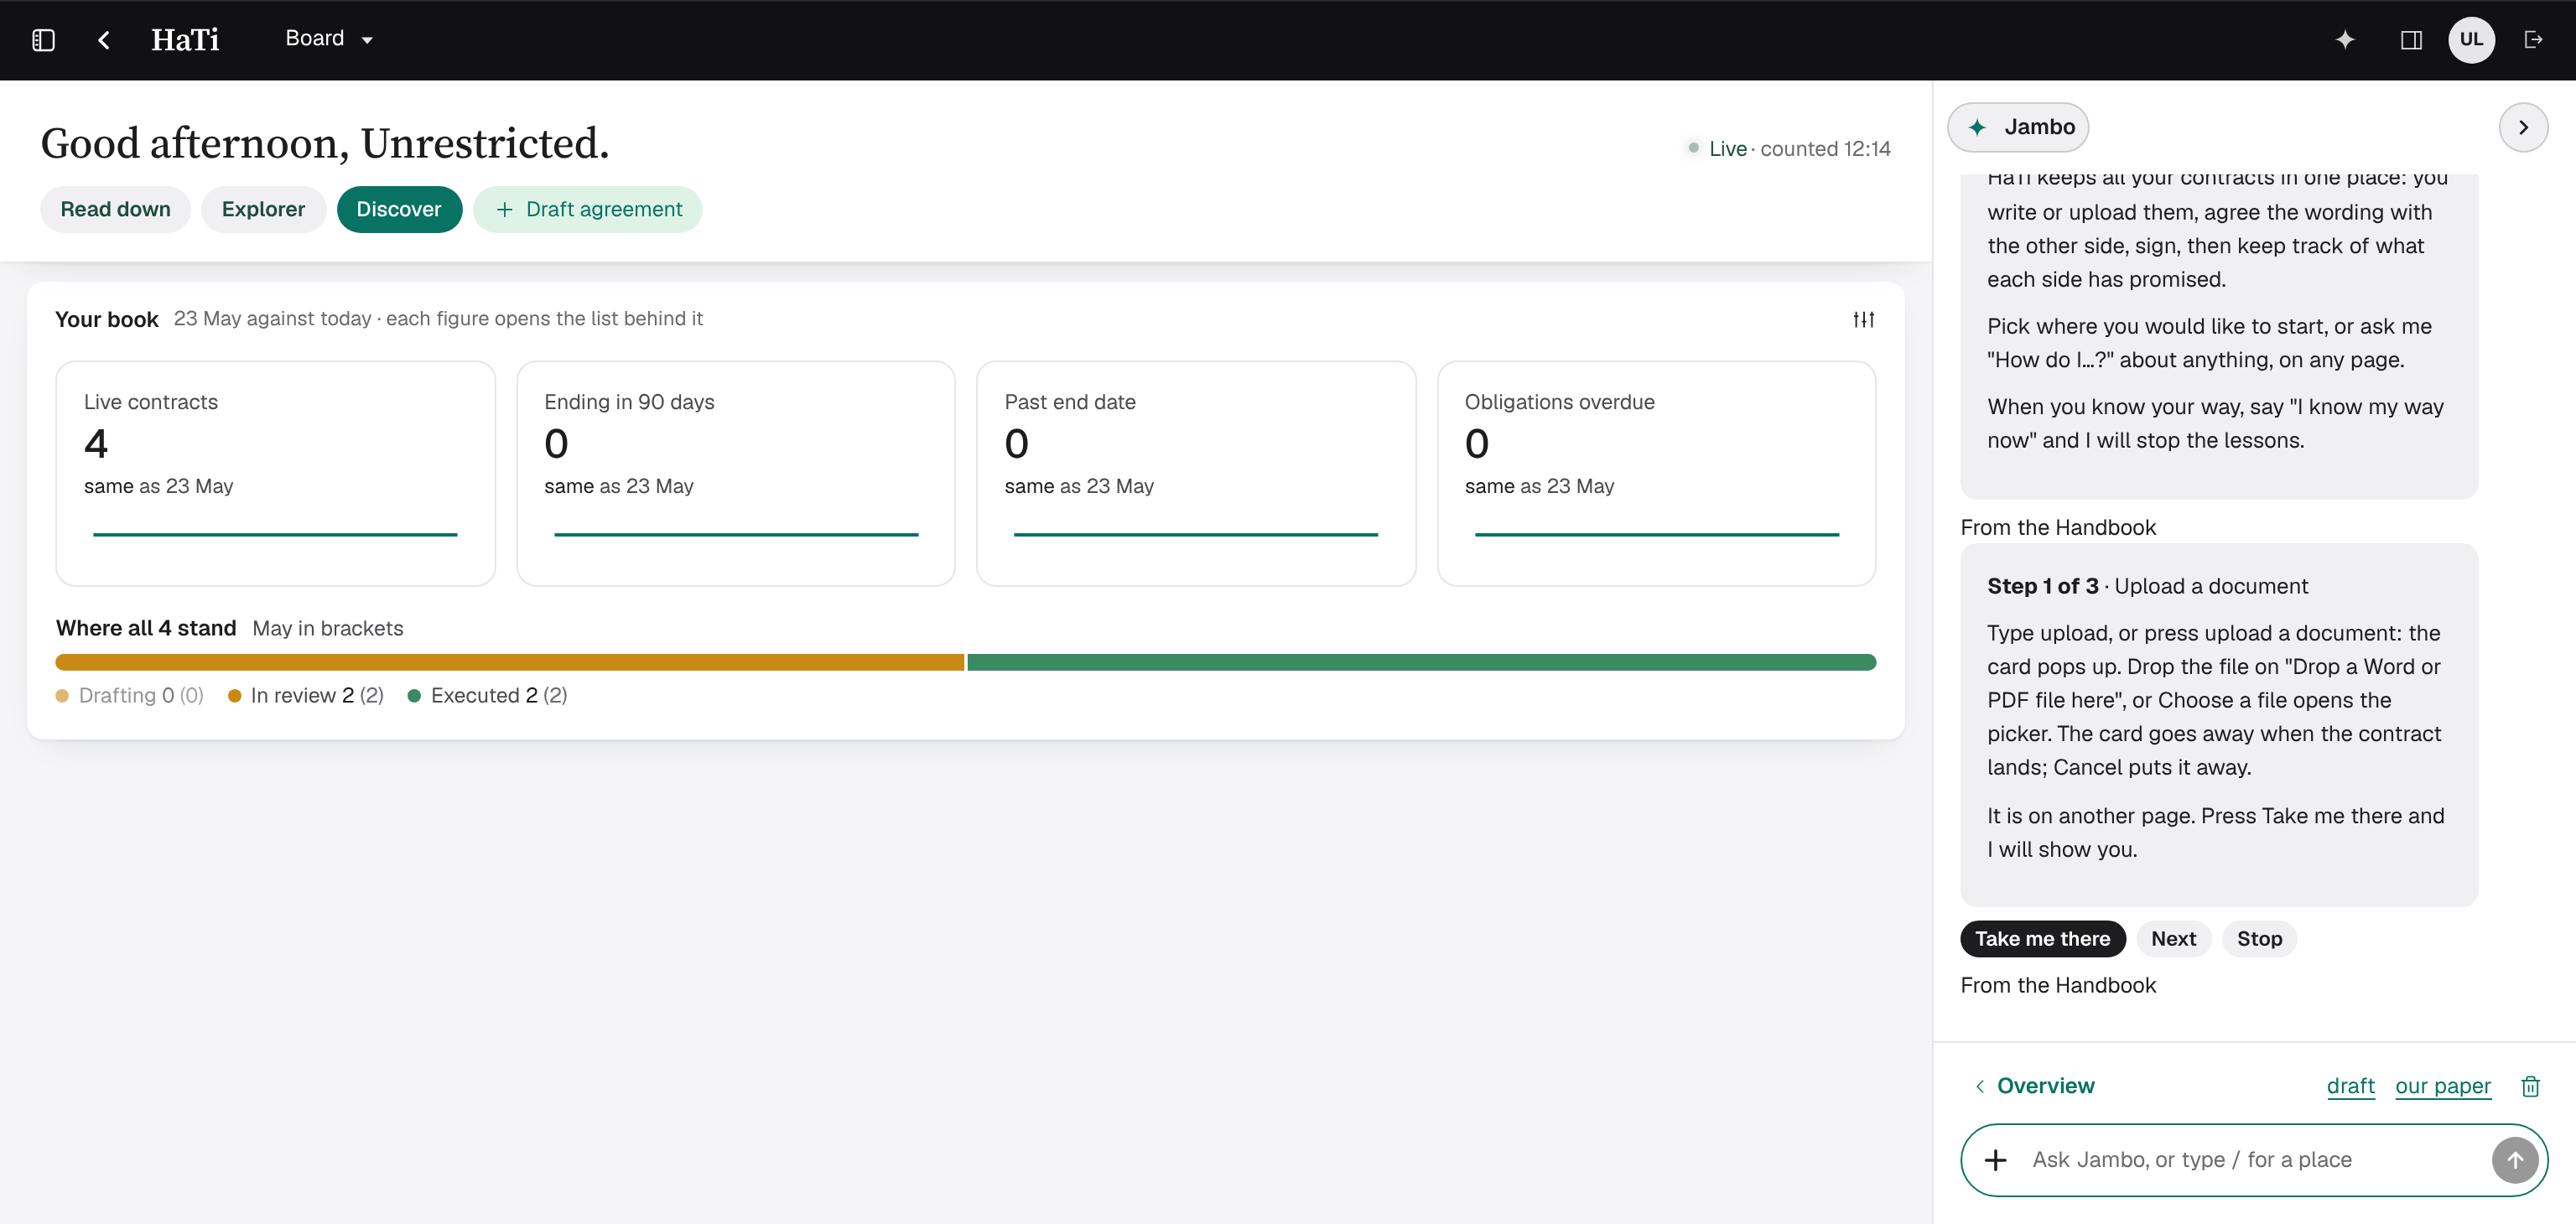 HaTi
Board
UL
Good afternoon, Unrestricted.
Live · counted 12:14
Read down
Explorer
Discover
+ Draft agreement
Your book 23 May against today · each figure opens the list behind it
Live contracts
4
same as 23 May
Ending in 90 days
0
same as 23 May
Past end date
0
same as 23 May
Obligations overdue
0
same as 23 May
Where all 4 stand May in brackets
Drafting 0 (0)
In review 2 (2)
Executed 2 (2)
Jambo
HaTi keeps all your contracts in one place: you
write or upload them, agree the wording with
the other side, sign, then keep track of what
each side has promised.
Pick where you would like to start, or ask me
"How do I...?" about anything, on any page.
When you know your way, say "I know my way
now" and I will stop the lessons.
From the Handbook
Step 1 of 3 · Upload a document
Type upload, or press upload a document: the
card pops up. Drop the file on "Drop a Word or
PDF file here", or Choose a file opens the
picker. The card goes away when the contract
lands; Cancel puts it away.
It is on another page. Press Take me there and
I will show you.
Take me there
Next
Stop
From the Handbook
Overview
draft
our paper
Ask Jambo, or type / for a place